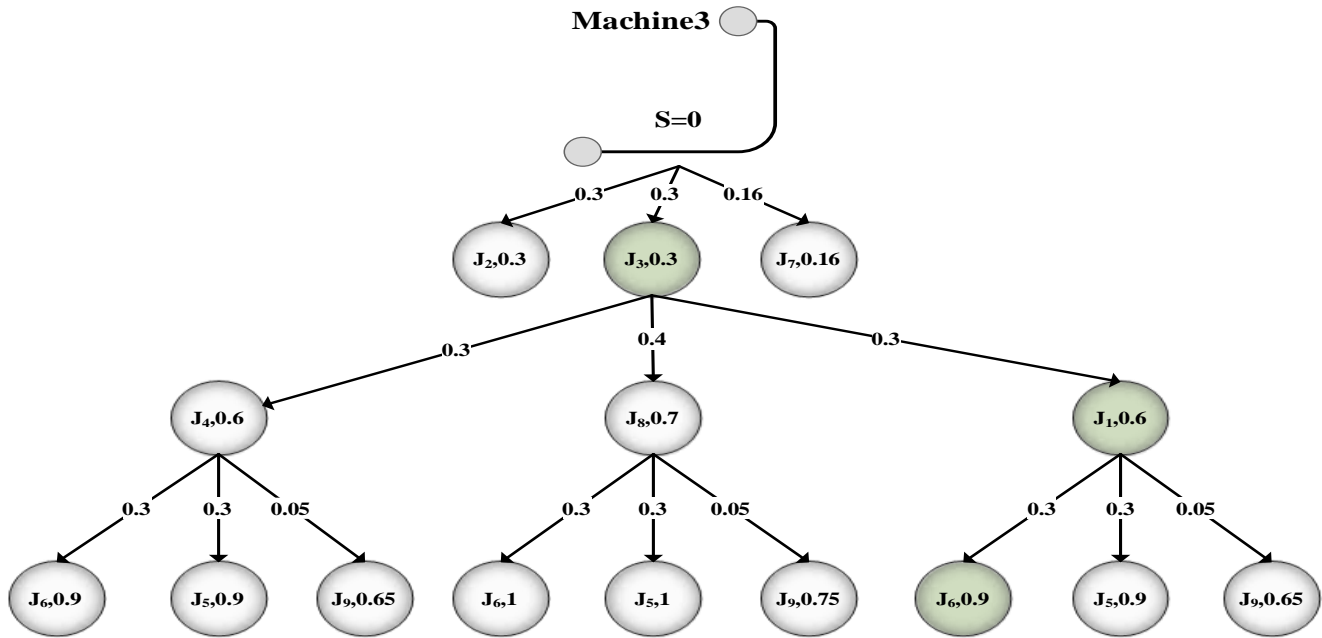 Machine3
S=0
0.3 0.3 0.16
J₂,0.3 J₃,0.3 J₇,0.16
0.3 0.4 0.3
J₄,0.6 J₈,0.7 J₁,0.6
0.3 0.3 0.05 0.3 0.3 0.05 0.3 0.3 0.05
J₆,0.9 J₅,0.9 J₉,0.65 J₆,1 J₅,1 J₉,0.75 J₆,0.9 J₅,0.9 J₉,0.65